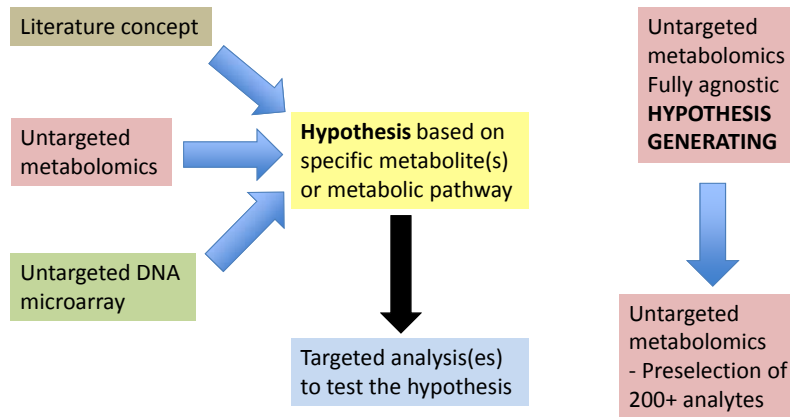 Literature concept
Untargeted
metabolomics
Untargeted DNA
microarray
Hypothesis based on
specific metabolite(s)
or metabolic pathway
Targeted analysis(es)
to test the hypothesis
Untargeted
metabolomics
Fully agnostic
HYPOTHESIS
GENERATING
Untargeted
metabolomics
- Preselection of
200+ analytes